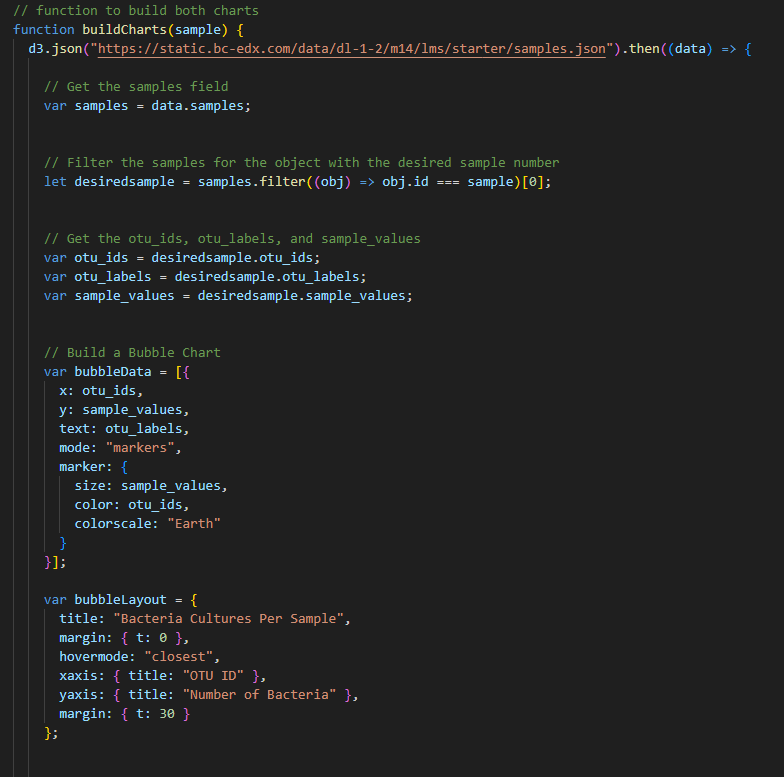 // function to build both charts
function buildCharts(sample) {
  d3.json("https://static.bc-edx.com/data/dl-1-2/m14/lms/starter/samples.json").then((data) => {
    // Get the samples field
    var samples = data.samples;
    // Filter the samples for the object with the desired sample number
    let desiredsample = samples.filter((obj) => obj.id === sample)[0];
    // Get the otu_ids, otu_labels, and sample_values
    var otu_ids = desiredsample.otu_ids;
    var otu_labels = desiredsample.otu_labels;
    var sample_values = desiredsample.sample_values;
    // Build a Bubble Chart
    var bubbleData = [{
      x: otu_ids,
      y: sample_values,
      text: otu_labels,
      mode: "markers",
      marker: {
        size: sample_values,
        color: otu_ids,
        colorscale: "Earth"
      }
    }];
    var bubbleLayout = {
      title: "Bacteria Cultures Per Sample",
      margin: { t: 0 },
      hovermode: "closest",
      xaxis: { title: "OTU ID" },
      yaxis: { title: "Number of Bacteria" },
      margin: { t: 30 }
    };